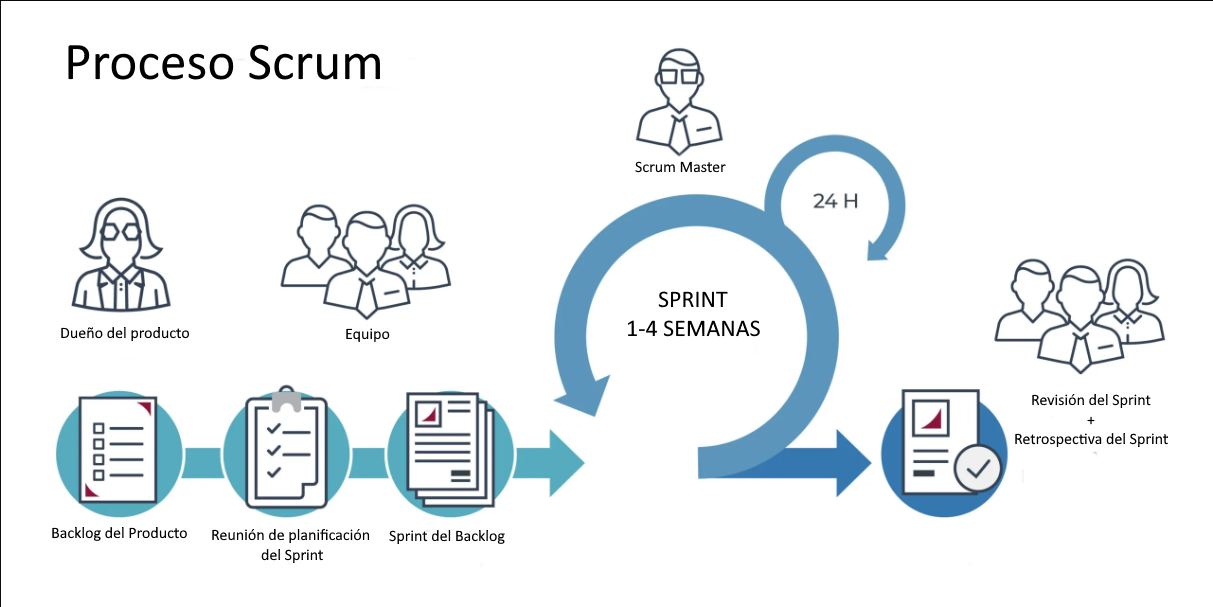 Proceso Scrum
Scrum Master
24 H
SPRINT
1-4 SEMANAS
Dueño del producto
Equipo
Revisión del Sprint
+
Retrospectiva del Sprint
Backlog del Producto
Reunión de planificación
del Sprint
Sprint del Backlog